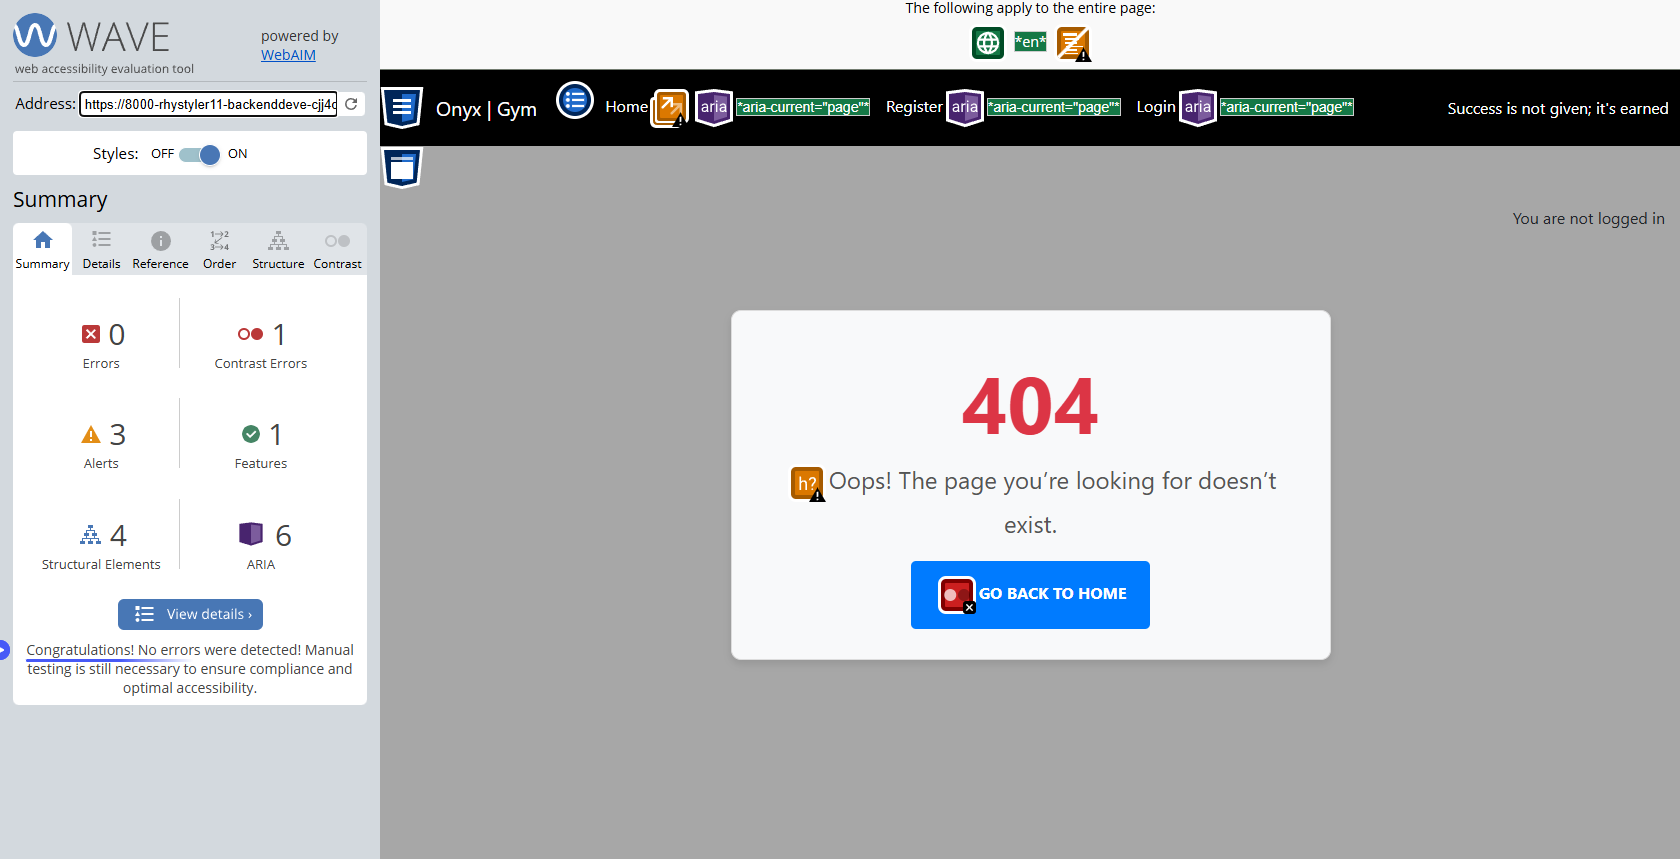 WAVE
web accessibility evaluation tool
powered by
WebAIM
Address: https://8000-rhystyler11-backenddeve-cjj4c
Styles: OFF ON
Summary
Summary Details Reference Order Structure Contrast
0 Errors
1 Contrast Errors
3 Alerts
1 Features
4 Structural Elements
6 ARIA
View details ›
Congratulations! No errors were detected! Manual
testing is still necessary to ensure compliance and
optimal accessibility.
The following apply to the entire page:
*en*
Onyx | Gym Home aria *aria-current="page"* Register aria *aria-current="page"* Login aria *aria-current="page"* Success is not given; it's earned
You are not logged in
404
h? Oops! The page you’re looking for doesn’t
exist.
GO BACK TO HOME